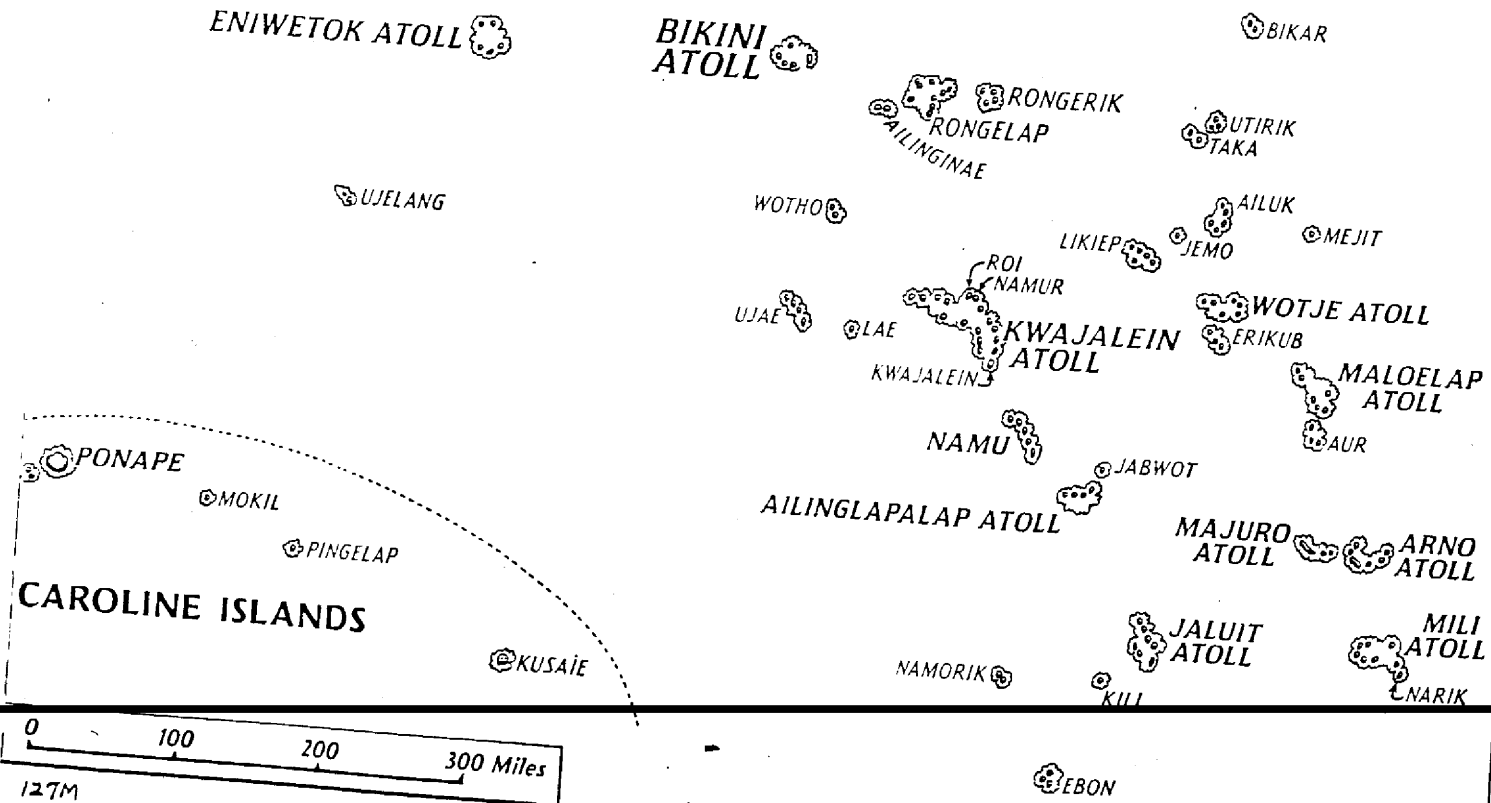 ENIWETOK ATOLL
BIKINI
ATOLL
BIKAR
RONGERIK
RONGELAP
AILINGINAE
UTIRIK
TAKA
UJELANG
WOTHO
AILUK
LIKIEP
JEMO
MEJIT
ROI
NAMUR
UJAE
LAE
KWAJALEIN
ATOLL
KWAJALEIN
WOTJE ATOLL
ERIKUB
MALOELAP
ATOLL
AUR
NAMU
JABWOT
AILINGLAPALAP ATOLL
PONAPE
MOKIL
PINGELAP
CAROLINE ISLANDS
KUSAIE
MAJURO
ATOLL
ARNO
ATOLL
JALUIT
ATOLL
MILI
ATOLL
NAMORIK
KILI
NARIK
0 100 200 300 Miles
127M
EBON